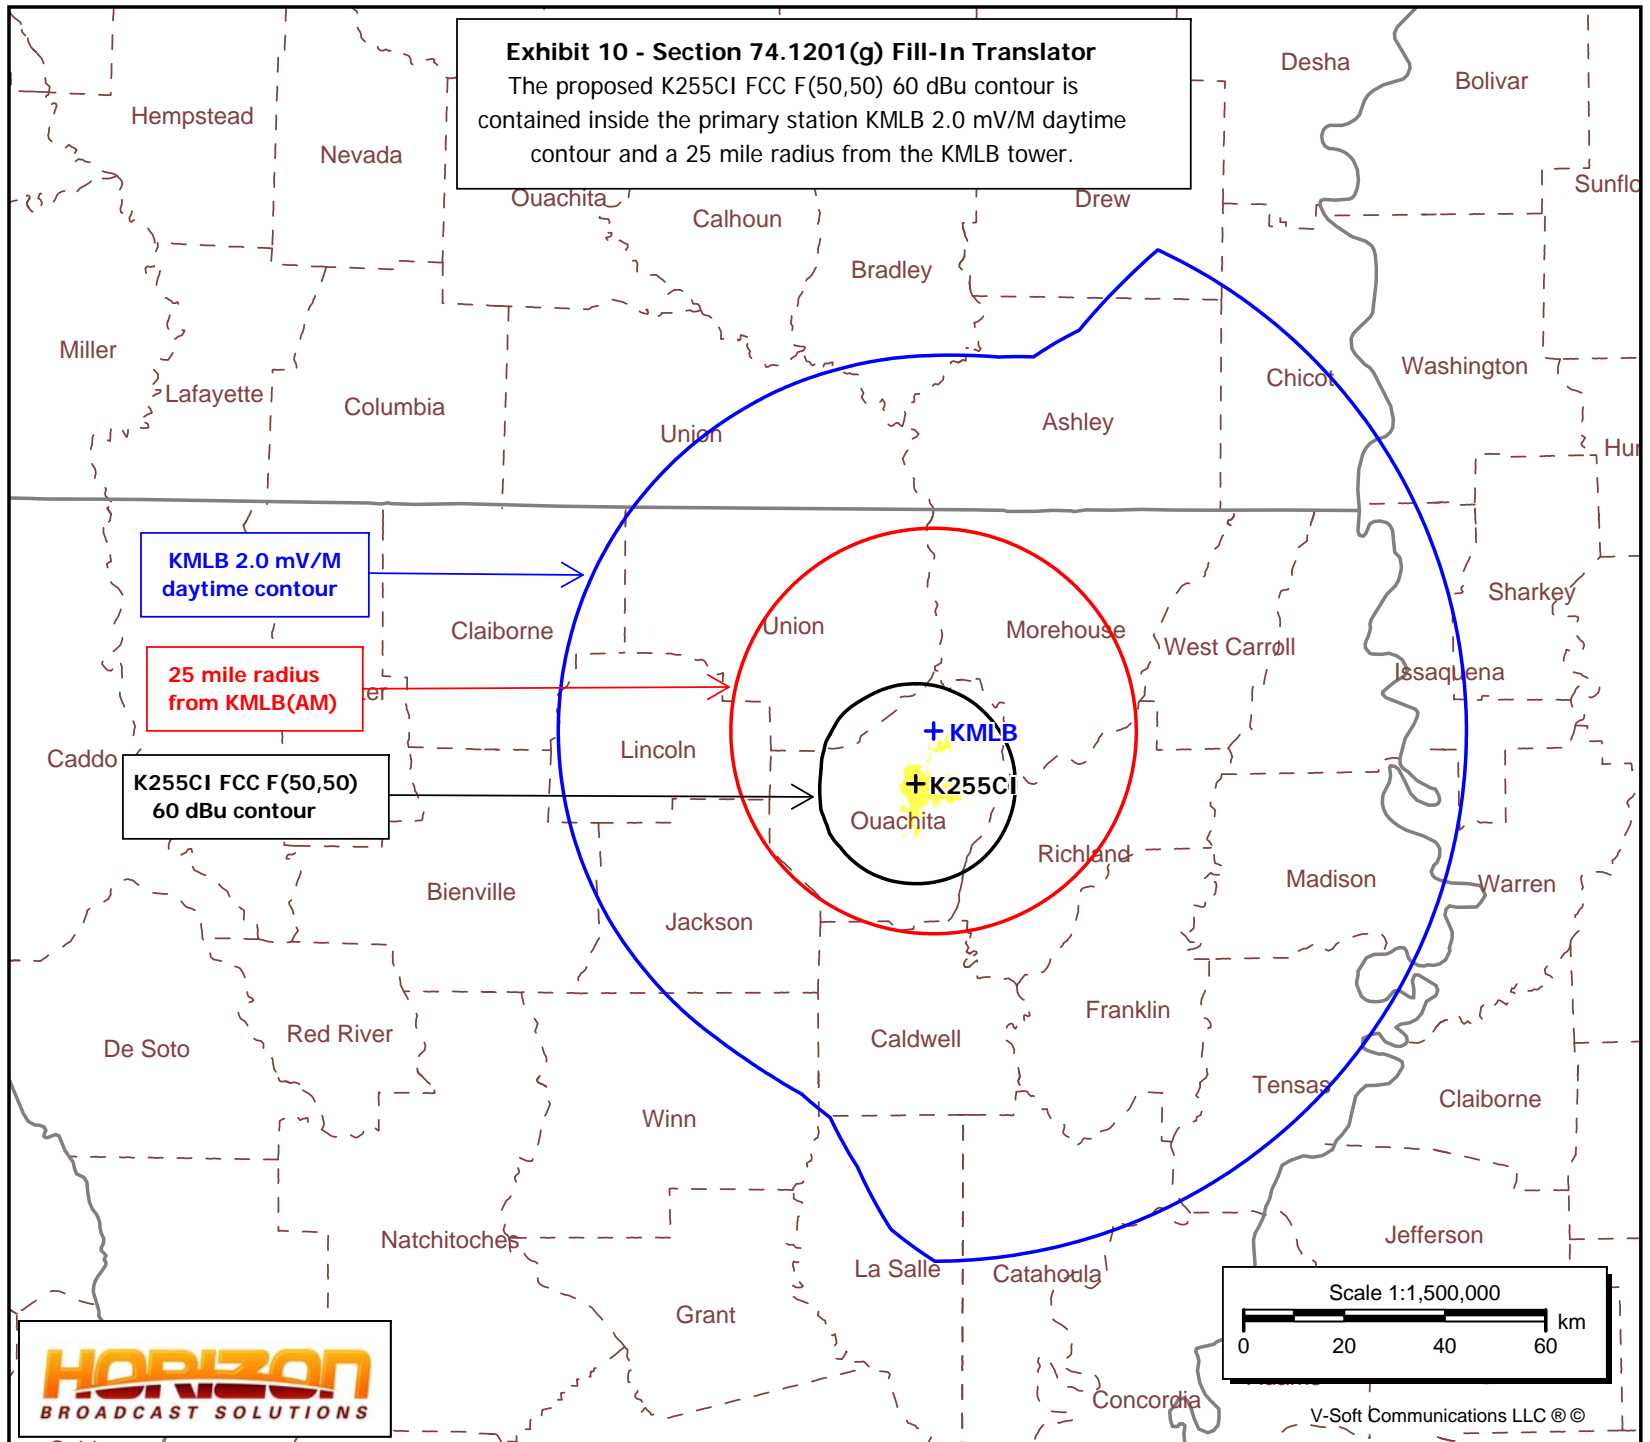 Exhibit 10 - Section 74.1201(g) Fill-In Translator
The proposed K255CI FCC F(50,50) 60 dBu contour is
contained inside the primary station KMLB 2.0 mV/M daytime
contour and a 25 mile radius from the KMLB tower.
Desha
Bolivar
Hempstead
Nevada
Ouachita
Calhoun
Drew
Sunflo
Bradley
Miller
Lafayette
Columbia
Union
Ashley
Chicot
Washington
Hur
KMLB 2.0 mV/M
daytime contour
Claiborne
Union
Morehouse
West Carroll
Sharkey
Issaquena
25 mile radius
from KMLB(AM)
er
Caddo
Lincoln
KMLB
K255CI FCC F(50,50)
60 dBu contour
K255CI
Ouachita
Richland
Madison
Warren
Bienville
Jackson
De Soto
Red River
Caldwell
Franklin
Tensas
Claiborne
Winn
Natchitoches
La Salle
Catahoula
Jefferson
Grant
Concordia
Scale 1:1,500,000
km
0 20 40 60
HORIZON
BROADCAST SOLUTIONS
V-Soft Communications LLC ® ©